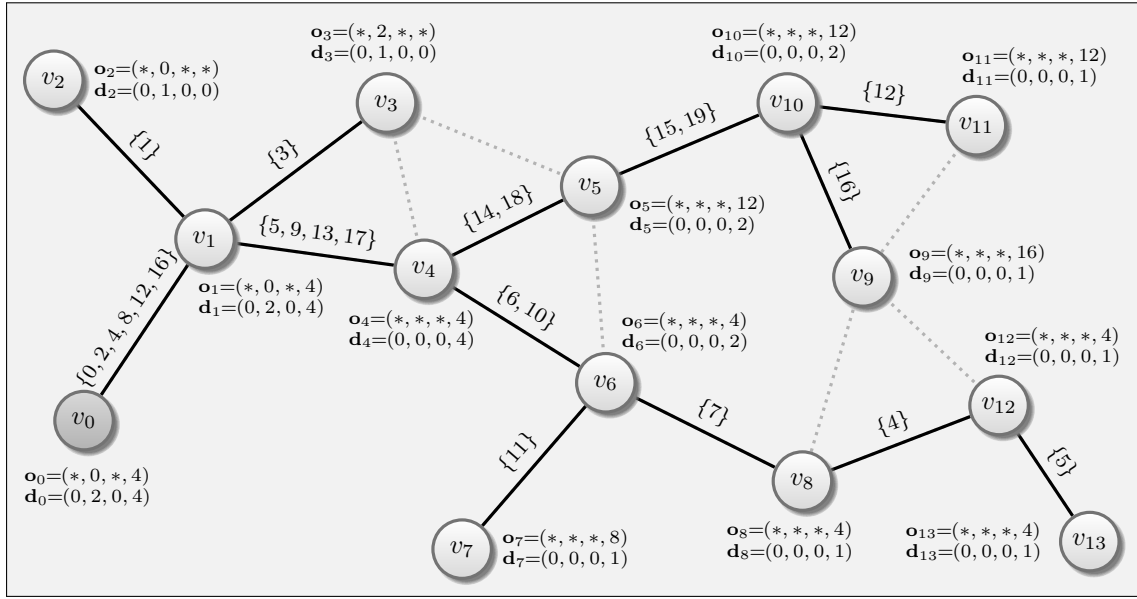 o₃=(∗, 2, ∗, ∗)
d₃=(0, 1, 0, 0)
o₁₀=(∗, ∗, ∗, 12)
d₁₀=(0, 0, 0, 2)
o₁₁=(∗, ∗, ∗, 12)
d₁₁=(0, 0, 0, 1)
o₂=(∗, 0, ∗, ∗)
d₂=(0, 1, 0, 0)
v₂
v₃
v₁₀
{12}
v₁₁
{1}
{3}
{15, 19}
{16}
v₅
{14, 18}
o₅=(∗, ∗, ∗, 12)
d₅=(0, 0, 0, 2)
v₁
{5, 9, 13, 17}
v₄
v₉
o₉=(∗, ∗, ∗, 16)
d₉=(0, 0, 0, 1)
o₁=(∗, 0, ∗, 4)
d₁=(0, 2, 0, 4)
{0, 2, 4, 8, 12, 16}
o₄=(∗, ∗, ∗, 4)
d₄=(0, 0, 0, 4)
{6, 10}
o₆=(∗, ∗, ∗, 4)
d₆=(0, 0, 0, 2)
o₁₂=(∗, ∗, ∗, 4)
d₁₂=(0, 0, 0, 1)
v₆
v₁₂
v₀
{7}
{4}
{11}
{5}
o₀=(∗, 0, ∗, 4)
d₀=(0, 2, 0, 4)
v₈
v₇
o₇=(∗, ∗, ∗, 8)
d₇=(0, 0, 0, 1)
o₈=(∗, ∗, ∗, 4)
d₈=(0, 0, 0, 1)
o₁₃=(∗, ∗, ∗, 4)
d₁₃=(0, 0, 0, 1)
v₁₃